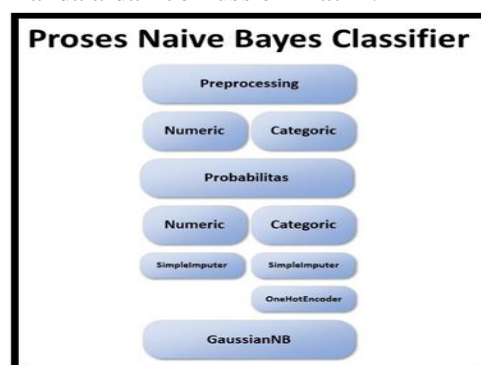 Proses Naive Bayes Classifier
Preprocessing
Numeric Categoric
Probabilitas
Numeric Categoric
SimpleImputer SimpleImputer
OneHotEncoder
GaussianNB